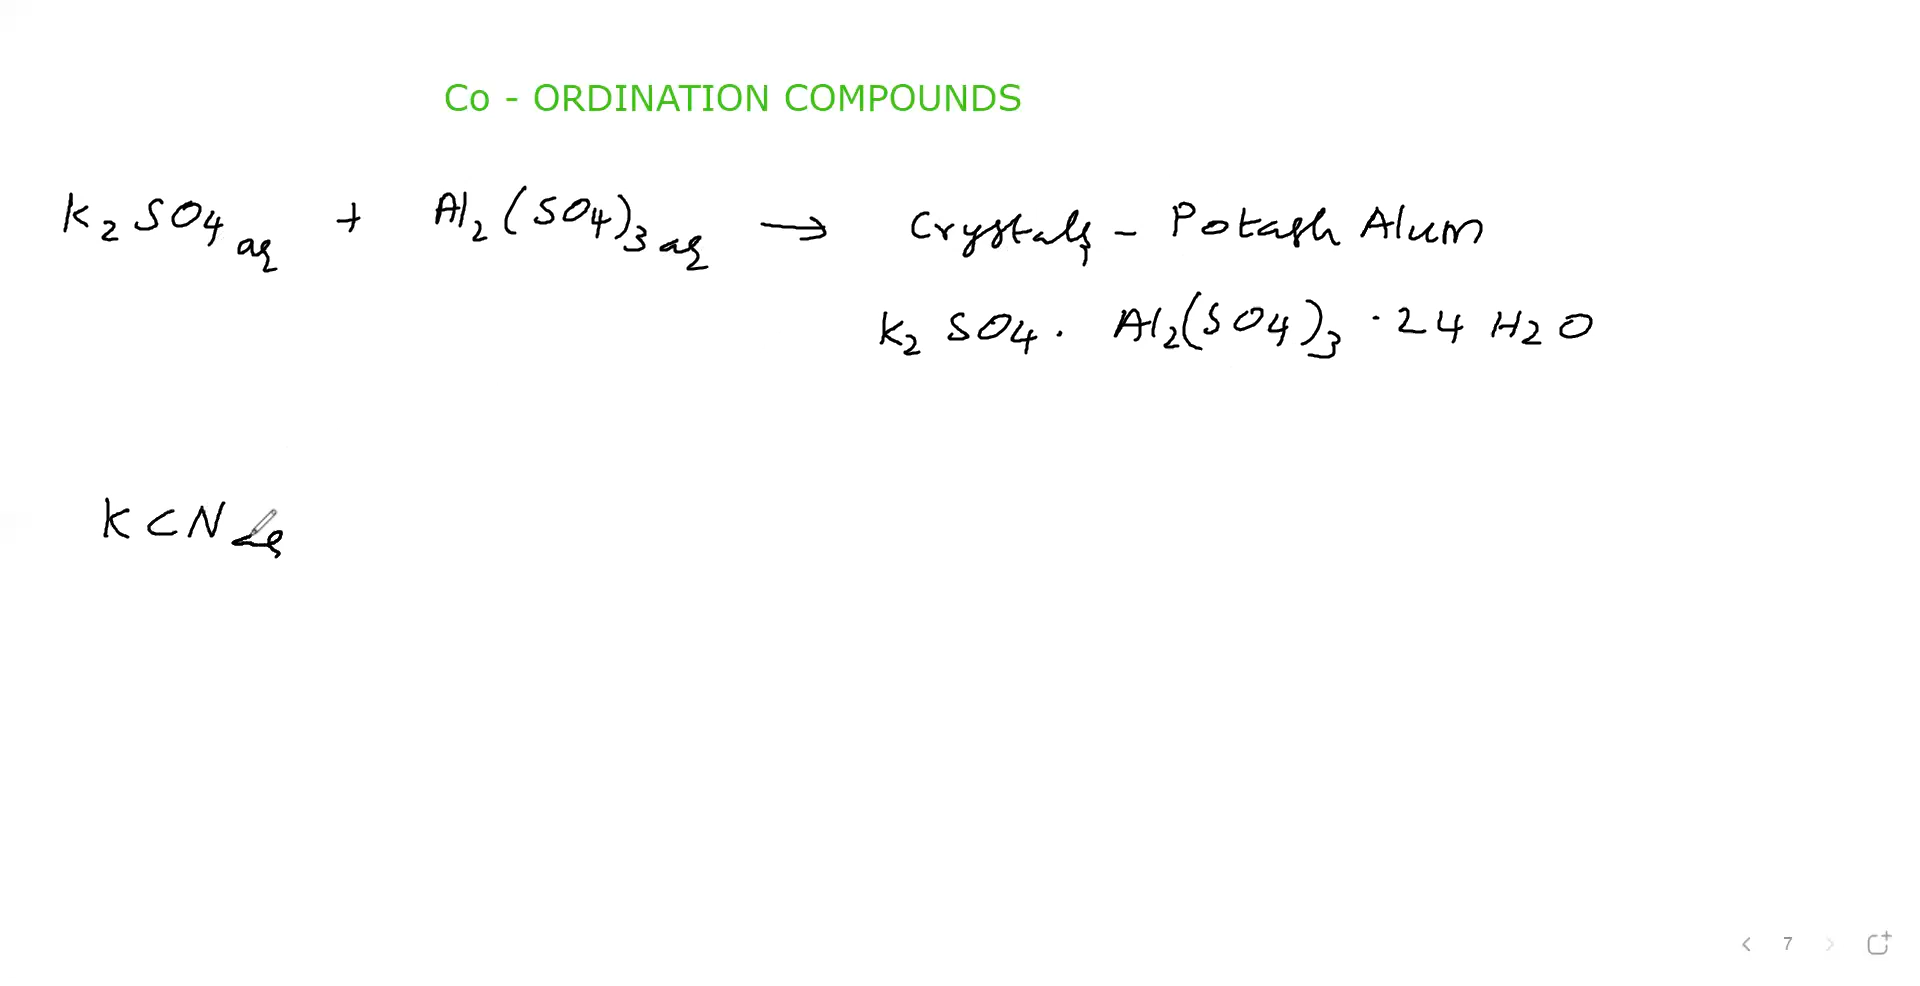 Co - ORDINATION COMPOUNDS
K2SO4 aq + Al2(SO4)3 aq → Crystals - Potash Alum
K2SO4 · Al2(SO4)3 · 24 H2O
KCN aq
< 7 >